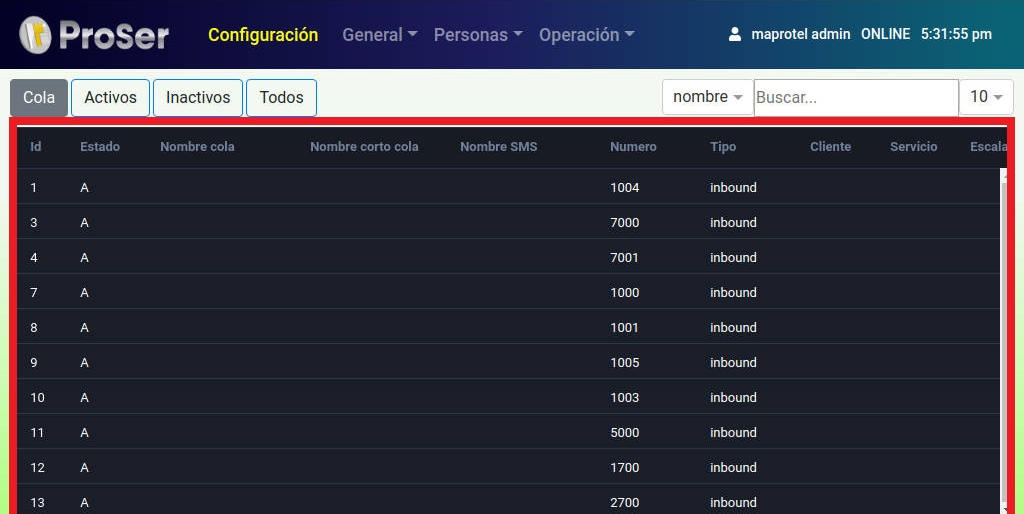 ProSer Configuración General Personas Operación maprotel admin ONLINE 5:31:55 pm
Cola Activos Inactivos Todos nombre Buscar... 10
Id Estado Nombre cola Nombre corto cola Nombre SMS Numero Tipo Cliente Servicio Escala
1 A 1004 inbound
3 A 7000 inbound
4 A 7001 inbound
7 A 1000 inbound
8 A 1001 inbound
9 A 1005 inbound
10 A 1003 inbound
11 A 5000 inbound
12 A 1700 inbound
13 A 2700 inbound